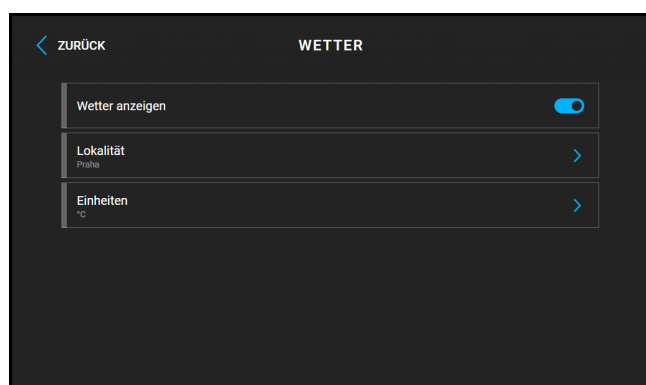 ZURÜCK
WETTER
Wetter anzeigen
Lokalität
Praha
Einheiten
°C